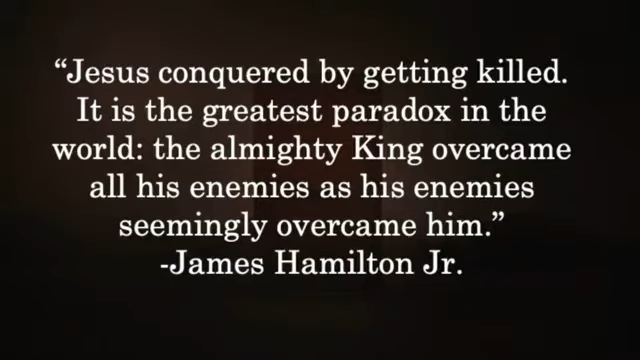 “Jesus conquered by getting killed.
It is the greatest paradox in the
world: the almighty King overcame
all his enemies as his enemies
seemingly overcame him.”
-James Hamilton Jr.